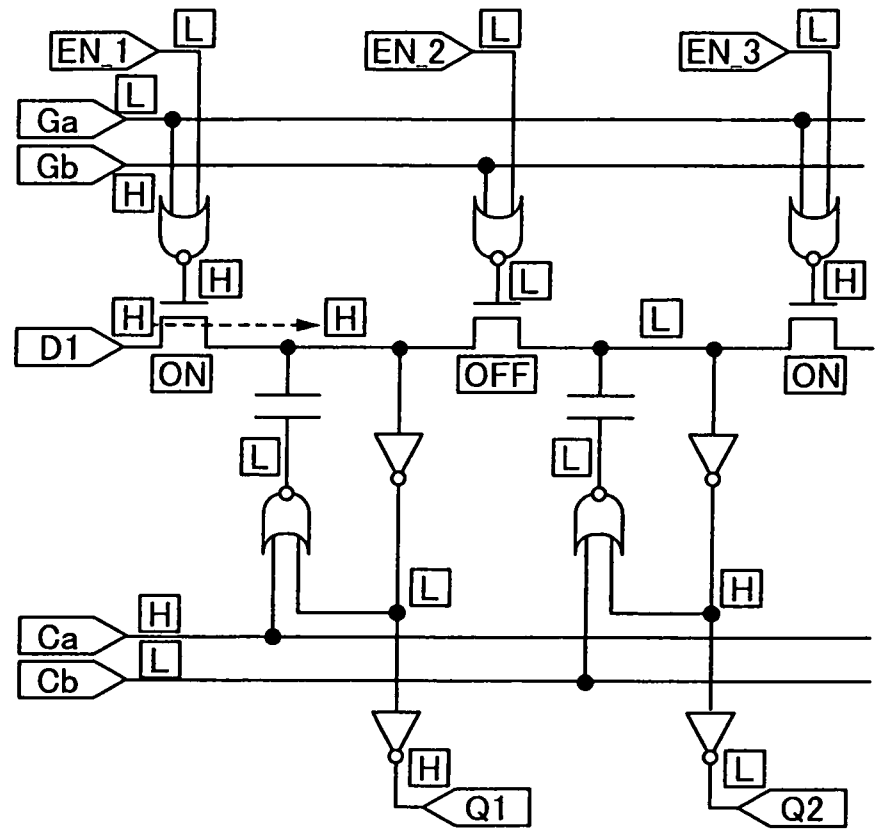 EN_1 L EN_2 L EN_3 L
Ga L
Gb H
H L H
H H L
D1
ON OFF ON
L L
L H
Ca H
Cb L
H L
Q1 Q2